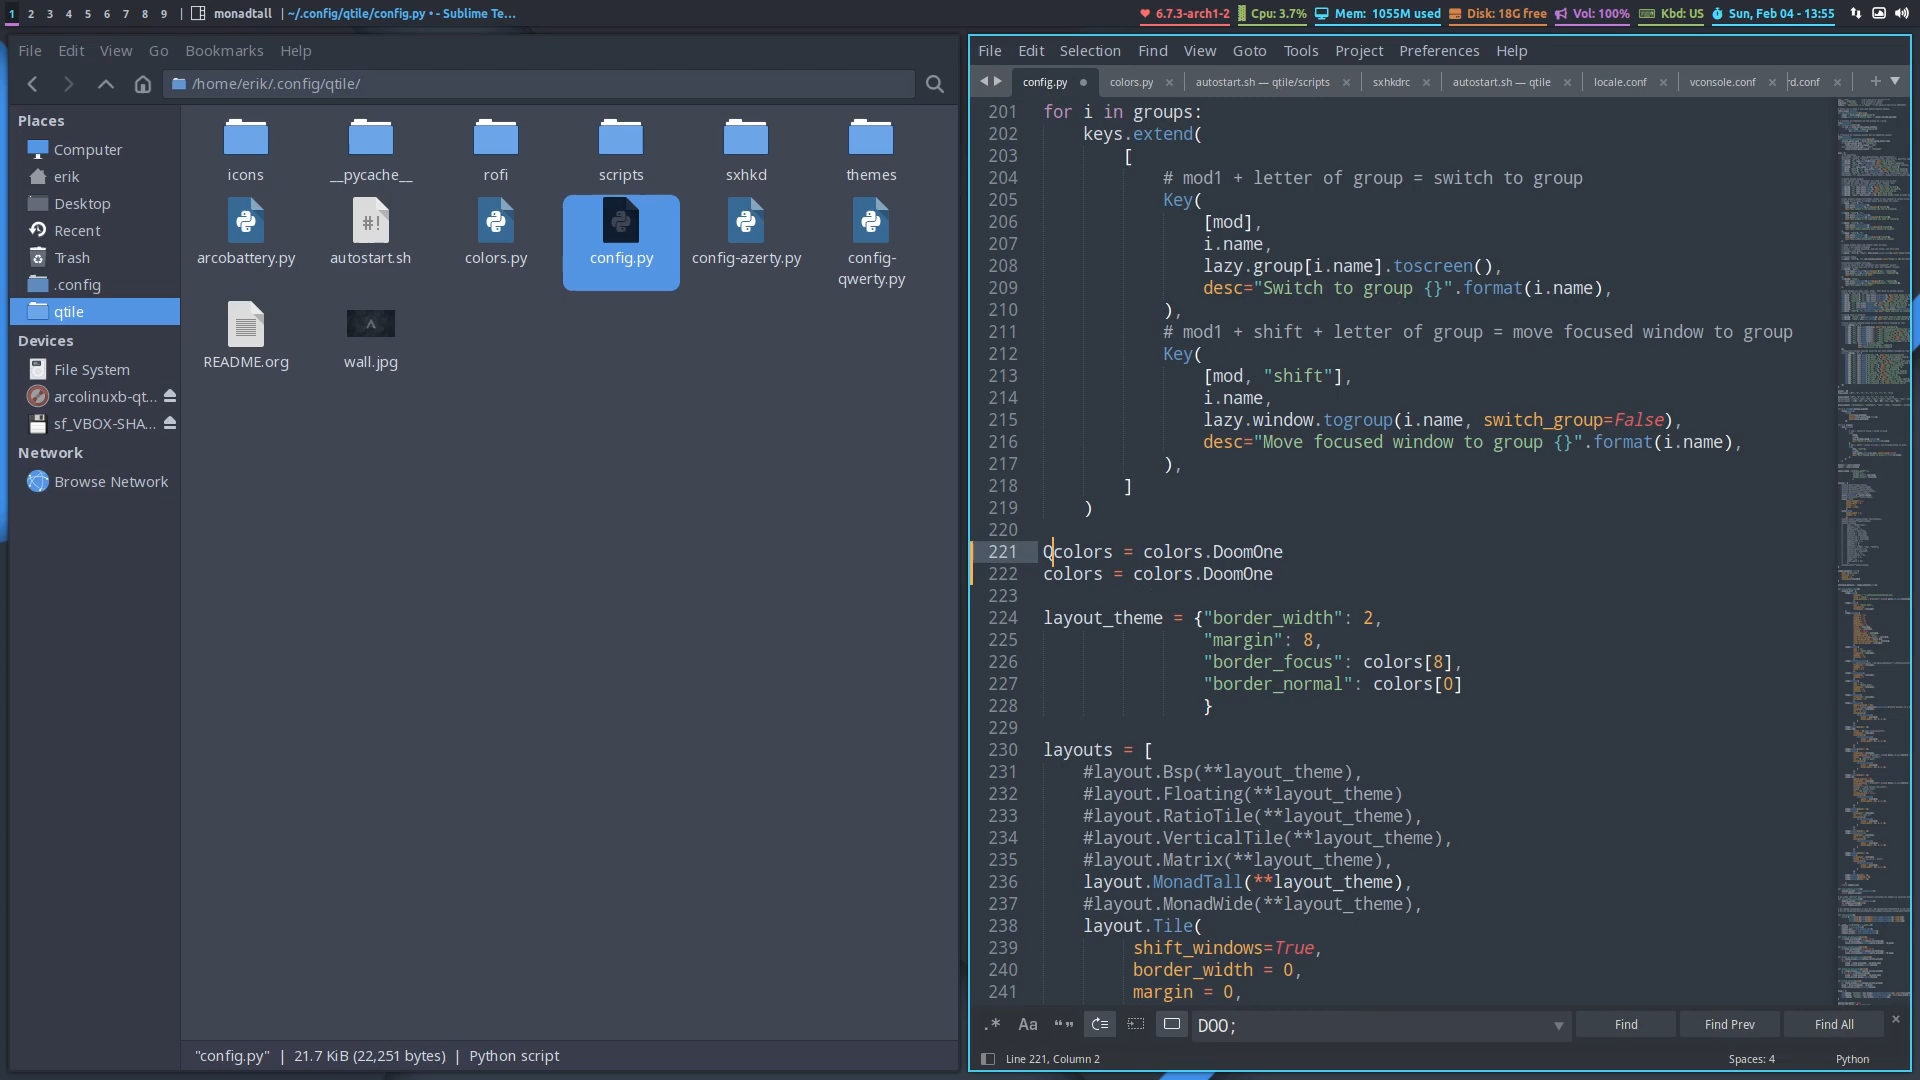 1 2 3 4 5 6 7 8 9 | monadtall | ~/.config/qtile/config.py • - Sublime Te...
6.7.3-arch1-2 Cpu: 3.7% Mem: 1055M used Disk: 18G free Vol: 100% Kbd: US Sun, Feb 04 - 13:55
File Edit View Go Bookmarks Help
/home/erik/.config/qtile/
Places
Computer
erik
Desktop
Recent
Trash
.config
qtile
Devices
File System
arcolinuxb-qt...
sf_VBOX-SHA...
Network
Browse Network
icons
__pycache__
rofi
scripts
sxhkd
themes
arcobattery.py
autostart.sh
colors.py
config.py
config-azerty.py
config-
qwerty.py
README.org
wall.jpg
"config.py" | 21.7 KiB (22,251 bytes) | Python script
File Edit Selection Find View Goto Tools Project Preferences Help
config.py colors.py autostart.sh — qtile/scripts sxhkdrc autostart.sh — qtile locale.conf vconsole.conf rd.conf
201 for i in groups:
202 keys.extend(
203 [
204 # mod1 + letter of group = switch to group
205 Key(
206 [mod],
207 i.name,
208 lazy.group[i.name].toscreen(),
209 desc="Switch to group {}".format(i.name),
210 ),
211 # mod1 + shift + letter of group = move focused window to group
212 Key(
213 [mod, "shift"],
214 i.name,
215 lazy.window.togroup(i.name, switch_group=False),
216 desc="Move focused window to group {}".format(i.name),
217 ),
218 ]
219 )
220
221 Qcolors = colors.DoomOne
222 colors = colors.DoomOne
223
224 layout_theme = {"border_width": 2,
225 "margin": 8,
226 "border_focus": colors[8],
227 "border_normal": colors[0]
228 }
229
230 layouts = [
231 #layout.Bsp(**layout_theme),
232 #layout.Floating(**layout_theme)
233 #layout.RatioTile(**layout_theme),
234 #layout.VerticalTile(**layout_theme),
235 #layout.Matrix(**layout_theme),
236 layout.MonadTall(**layout_theme),
237 #layout.MonadWide(**layout_theme),
238 layout.Tile(
239 shift_windows=True,
240 border_width = 0,
241 margin = 0,
.* Aa “” DOO; Find Find Prev Find All
Line 221, Column 2 Spaces: 4 Python